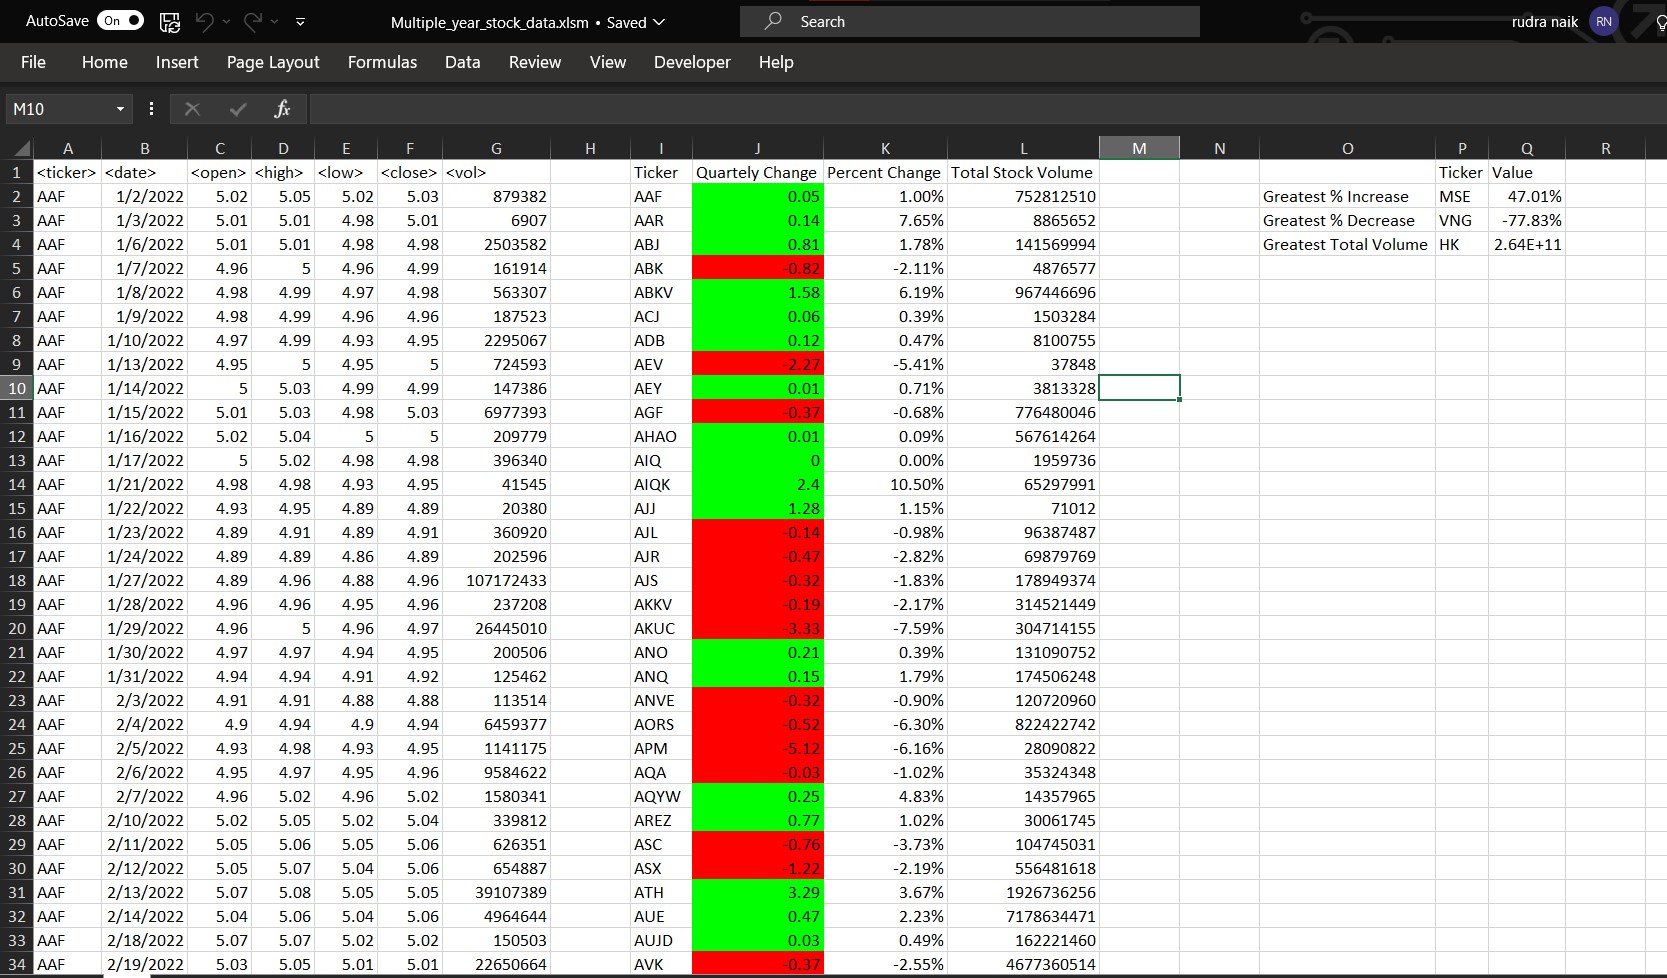 AutoSave On Multiple_year_stock_data.xlsm • Saved Search rudra naik RN
File Home Insert Page Layout Formulas Data Review View Developer Help
M10 fx
A B C D E F G H I J K L M N O P Q R
1 <ticker> <date> <open> <high> <low> <close> <vol> Ticker Quartely Change Percent Change Total Stock Volume Ticker Value
2 AAF 1/2/2022 5.02 5.05 5.02 5.03 879382 AAF 0.05 1.00% 752812510 Greatest % Increase MSE 47.01%
3 AAF 1/3/2022 5.01 5.01 4.98 5.01 6907 AAR 0.14 7.65% 8865652 Greatest % Decrease VNG -77.83%
4 AAF 1/6/2022 5.01 5.01 4.98 4.98 2503582 ABJ 0.81 1.78% 141569994 Greatest Total Volume HK 2.64E+11
5 AAF 1/7/2022 4.96 5 4.96 4.99 161914 ABK -0.82 -2.11% 4876577
6 AAF 1/8/2022 4.98 4.99 4.97 4.98 563307 ABKV 1.58 6.19% 967446696
7 AAF 1/9/2022 4.98 4.99 4.96 4.96 187523 ACJ 0.06 0.39% 1503284
8 AAF 1/10/2022 4.97 4.99 4.93 4.95 2295067 ADB 0.12 0.47% 8100755
9 AAF 1/13/2022 4.95 5 4.95 5 724593 AEV -2.27 -5.41% 37848
10 AAF 1/14/2022 5 5.03 4.99 4.99 147386 AEY 0.01 0.71% 3813328
11 AAF 1/15/2022 5.01 5.03 4.98 5.03 6977393 AGF -0.37 -0.68% 776480046
12 AAF 1/16/2022 5.02 5.04 5 5 209779 AHAO 0.01 0.09% 567614264
13 AAF 1/17/2022 5 5.02 4.98 4.98 396340 AIQ 0 0.00% 1959736
14 AAF 1/21/2022 4.98 4.98 4.93 4.95 41545 AIQK 2.4 10.50% 65297991
15 AAF 1/22/2022 4.93 4.95 4.89 4.89 20380 AJJ 1.28 1.15% 71012
16 AAF 1/23/2022 4.89 4.91 4.89 4.91 360920 AJL -0.14 -0.98% 96387487
17 AAF 1/24/2022 4.89 4.89 4.86 4.89 202596 AJR -0.47 -2.82% 69879769
18 AAF 1/27/2022 4.89 4.96 4.88 4.96 107172433 AJS -0.32 -1.83% 178949374
19 AAF 1/28/2022 4.96 4.96 4.95 4.96 237208 AKKV -0.19 -2.17% 314521449
20 AAF 1/29/2022 4.96 5 4.96 4.97 26445010 AKUC -3.33 -7.59% 304714155
21 AAF 1/30/2022 4.97 4.97 4.94 4.95 200506 ANO 0.21 0.39% 131090752
22 AAF 1/31/2022 4.94 4.94 4.91 4.92 125462 ANQ 0.15 1.79% 174506248
23 AAF 2/3/2022 4.91 4.91 4.88 4.88 113514 ANVE -0.32 -0.90% 120720960
24 AAF 2/4/2022 4.9 4.94 4.9 4.94 6459377 AORS -0.52 -6.30% 822422742
25 AAF 2/5/2022 4.93 4.98 4.93 4.95 1141175 APM -5.12 -6.16% 28090822
26 AAF 2/6/2022 4.95 4.97 4.95 4.96 9584622 AQA -0.03 -1.02% 35324348
27 AAF 2/7/2022 4.96 5.02 4.96 5.02 1580341 AQYW 0.25 4.83% 14357965
28 AAF 2/10/2022 5.02 5.05 5.02 5.04 339812 AREZ 0.77 1.02% 30061745
29 AAF 2/11/2022 5.05 5.06 5.05 5.06 626351 ASC -0.76 -3.73% 104745031
30 AAF 2/12/2022 5.05 5.07 5.04 5.06 654887 ASX -1.22 -2.19% 556481618
31 AAF 2/13/2022 5.07 5.08 5.05 5.05 39107389 ATH 3.29 3.67% 1926736256
32 AAF 2/14/2022 5.04 5.06 5.04 5.06 4964644 AUE 0.47 2.23% 7178634471
33 AAF 2/18/2022 5.07 5.07 5.02 5.02 150503 AUJD 0.03 0.49% 162221460
34 AAF 2/19/2022 5.03 5.05 5.01 5.01 22650664 AVK -0.37 -2.55% 4677360514